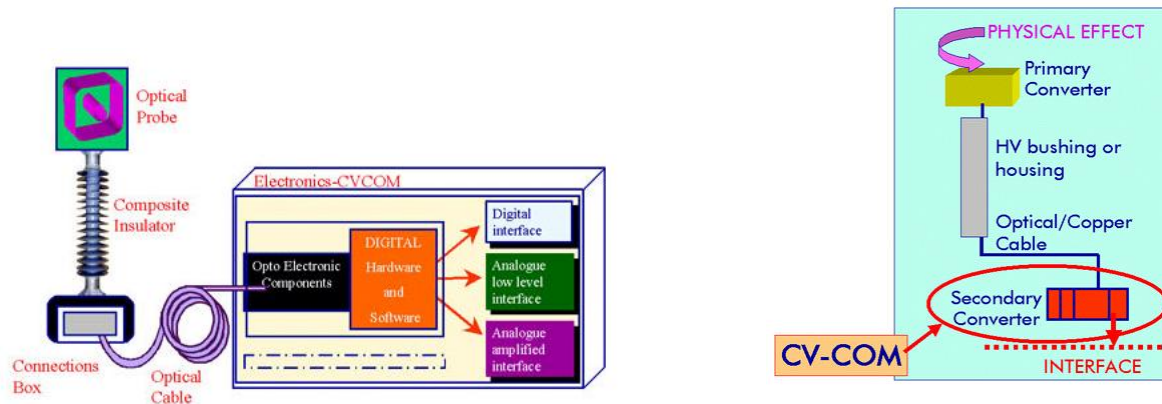 Optical
Probe
Composite
Insulator
Connections
Box
Optical
Cable
Electronics-CVCOM
Opto Electronic
Components
DIGITAL
Hardware
and
Software
Digital
interface
Analogue
low level
interface
Analogue
amplified
interface
PHYSICAL EFFECT
Primary
Converter
HV bushing or
housing
Optical/Copper
Cable
Secondary
Converter
CV-COM
INTERFACE